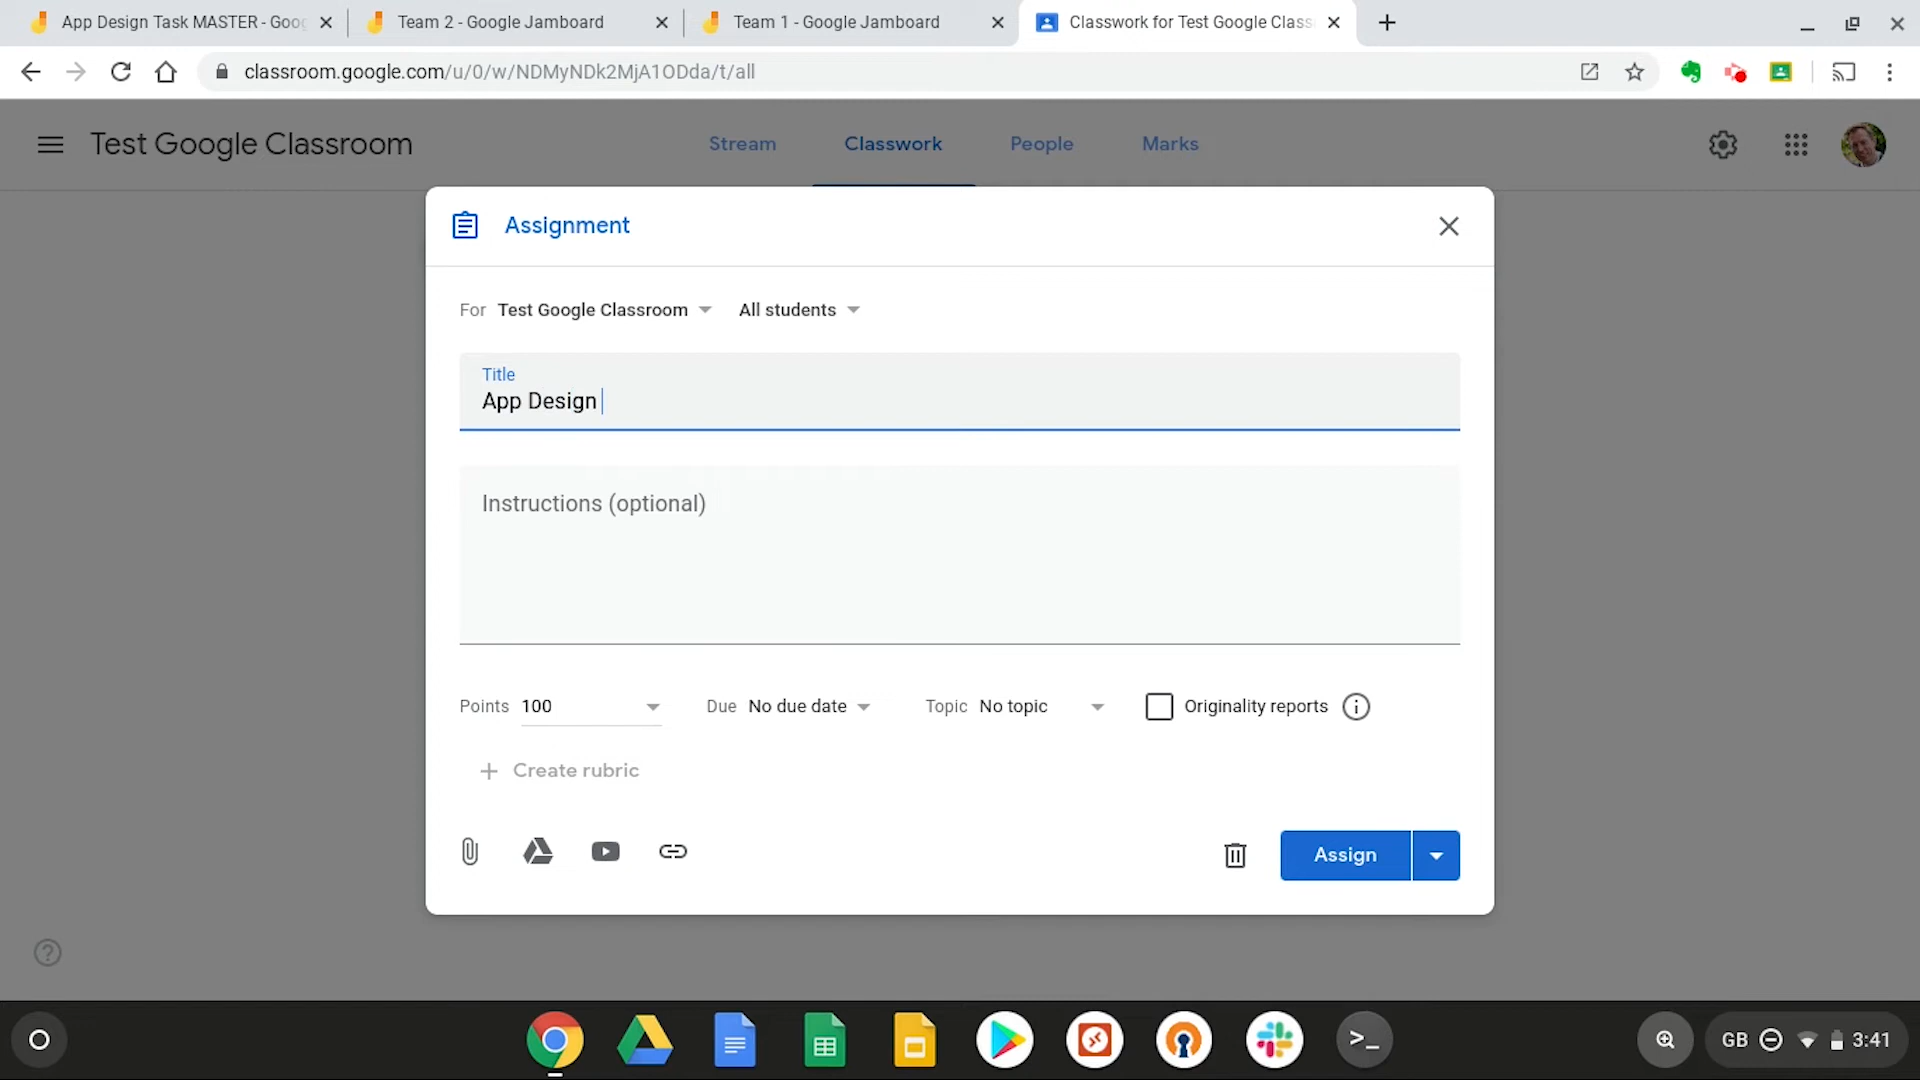 App Design Task MASTER - Goog
Team 2 - Google Jamboard
Team 1 - Google Jamboard
Classwork for Test Google Class
classroom.google.com/u/0/w/NDMyNDk2MjA1ODda/t/all
Test Google Classroom
Stream
Classwork
People
Marks
Assignment
For Test Google Classroom All students
Title
App Design
Instructions (optional)
Points 100 Due No due date Topic No topic Originality reports
Create rubric
Assign
GB 3:41